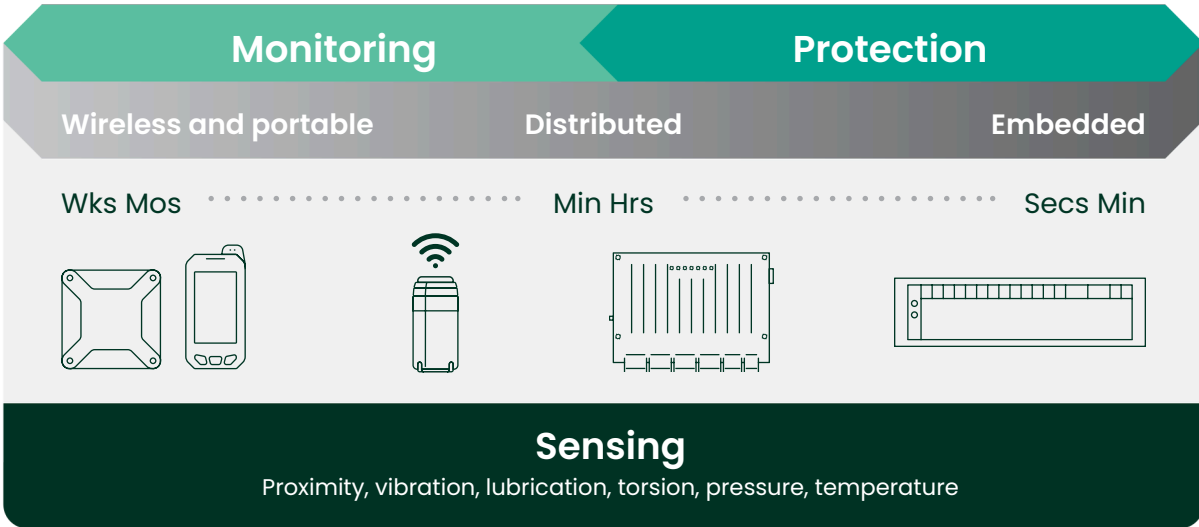 Monitoring Protection
Wireless and portable Distributed Embedded
Wks Mos Min Hrs Secs Min
Sensing
Proximity, vibration, lubrication, torsion, pressure, temperature